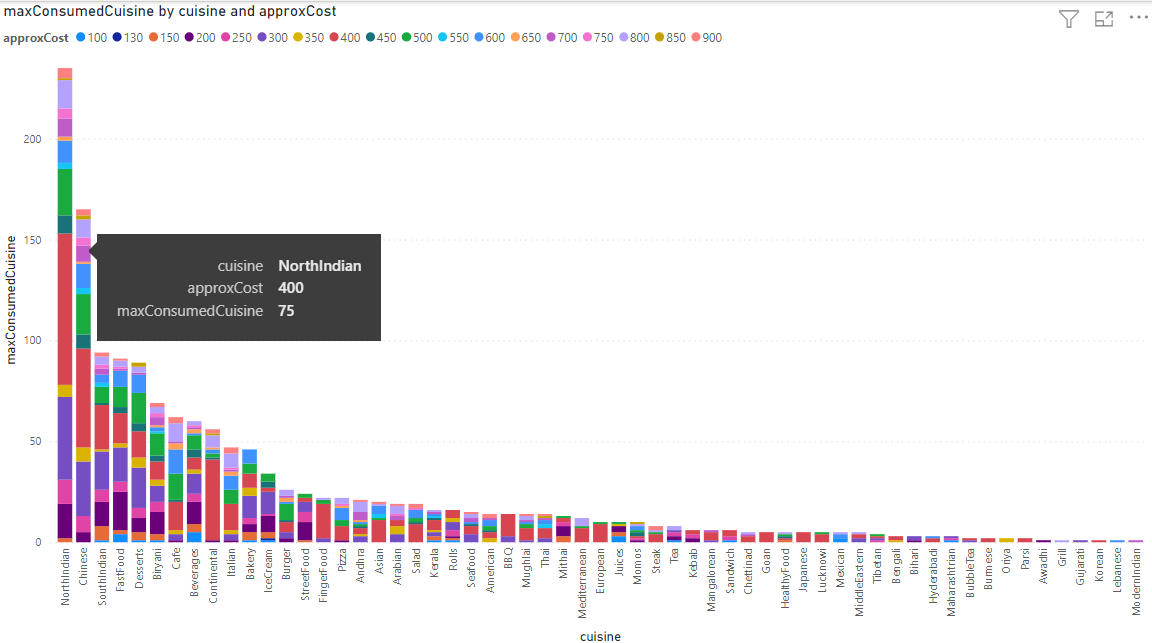 maxConsumedCuisine by cuisine and approxCost
approxCost 100 130 150 200 250 300 350 400 450 500 550 600 650 700 750 800 850 900
maxConsumedCuisine
200
150
100
50
0
cuisine NorthIndian
approxCost 400
maxConsumedCuisine 75
NorthIndian
Chinese
SouthIndian
FastFood
Desserts
Biryani
Cafe
Beverages
Continental
Italian
Bakery
IceCream
Burger
StreetFood
FingerFood
Pizza
Andhra
Asian
Arabian
Salad
Kerala
Rolls
Seafood
American
BBQ
Mughlai
Thai
Mithai
Mediterranean
European
Juices
Momos
Steak
Tea
Kebab
Mangalorean
Sandwich
Chettinad
Goan
HealthyFood
Japanese
Lucknowi
Mexican
MiddleEastern
Tibetan
Bengali
Bihari
Hyderabadi
Maharashtrian
BubbleTea
Burmese
Oriya
Parsi
Awadhi
Grill
Gujarati
Korean
Lebanese
ModernIndian
cuisine